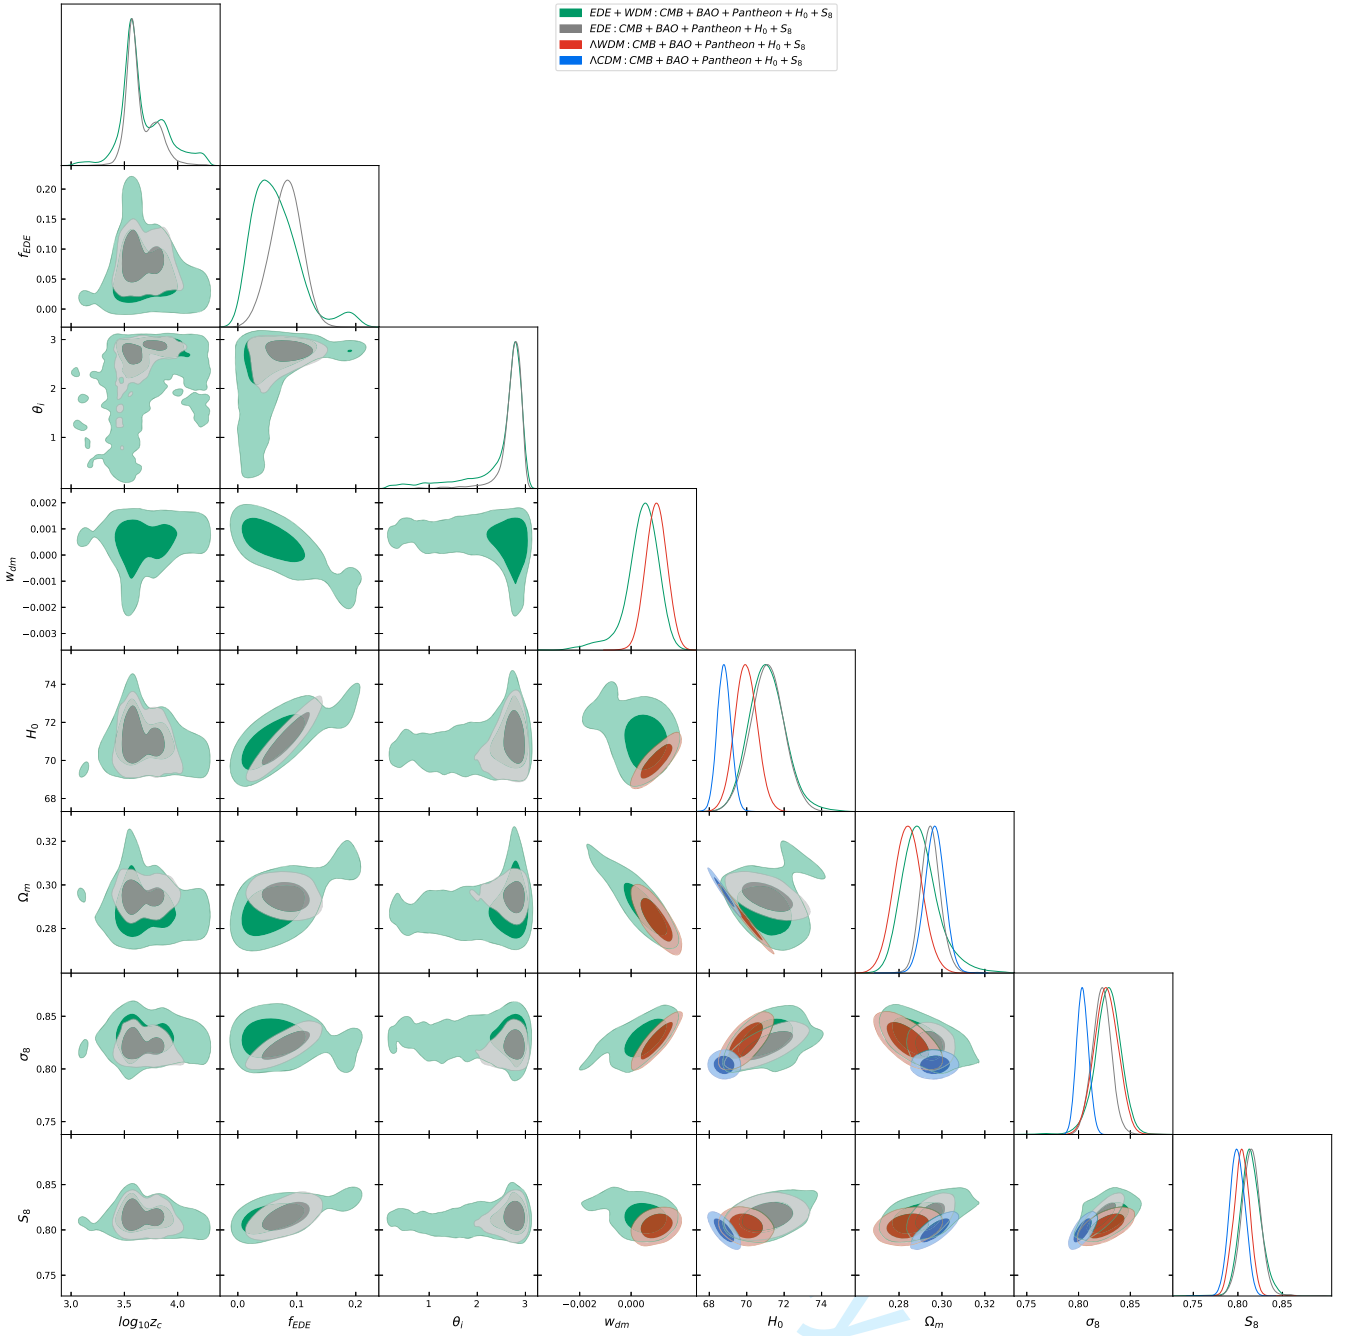 EDE + WDM : CMB + BAO + Pantheon + H₀ + S₈
EDE : CMB + BAO + Pantheon + H₀ + S₈
ΛWDM : CMB + BAO + Pantheon + H₀ + S₈
ΛCDM : CMB + BAO + Pantheon + H₀ + S₈
0.20
0.15
0.10
0.05
0.00
f_EDE
3
2
1
θᵢ
0.002
0.001
0.000
−0.001
−0.002
−0.003
w_dm
74
72
70
68
H₀
0.32
0.30
0.28
Ωₘ
0.85
0.80
0.75
σ₈
0.85
0.80
0.75
S₈
3.0 3.5 4.0 0.0 0.1 0.2 1 2 3 −0.002 0.000 68 70 72 74 0.28 0.30 0.32 0.75 0.80 0.85 0.75 0.80 0.85
log₁₀z_c f_EDE θᵢ w_dm H₀ Ωₘ σ₈ S₈